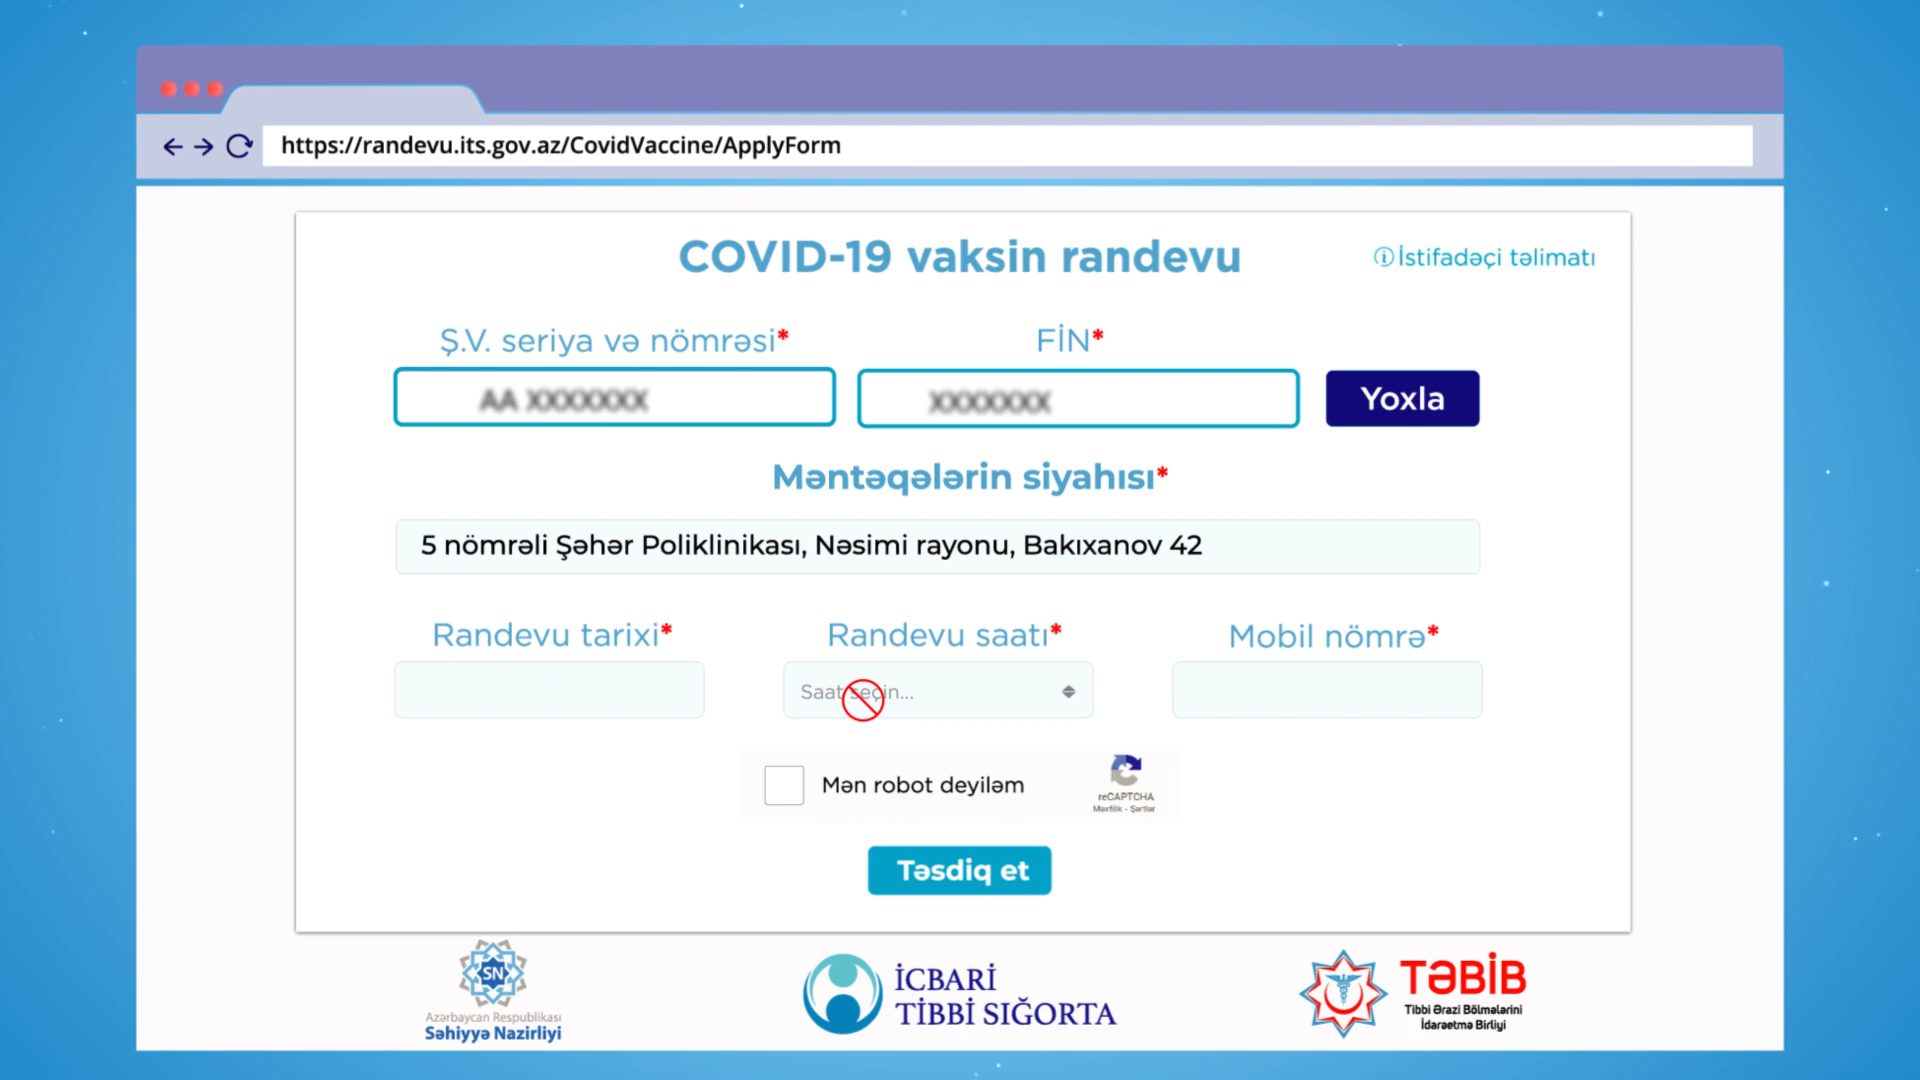 https://randevu.its.gov.az/CovidVaccine/ApplyForm
COVID-19 vaksin randevu
İstifadəçi təlimatı
Ş.V. seriya və nömrəsi*
FİN*
AA XXXXXXX
XXXXXXX
Yoxla
Məntəqələrin siyahısı*
5 nömrəli Şəhər Poliklinikası, Nəsimi rayonu, Bakıxanov 42
Randevu tarixi*
Randevu saatı*
Mobil nömrə*
Saat seçin...
Mən robot deyiləm
reCAPTCHA
Məxfilik - Şərtlər
Təsdiq et
SN
Azərbaycan Respublikası
Səhiyyə Nazirliyi
İCBARİ
TİBBİ SIĞORTA
TƏBİB
Tibbi Ərazi Bölmələrini
İdarəetmə Birliyi